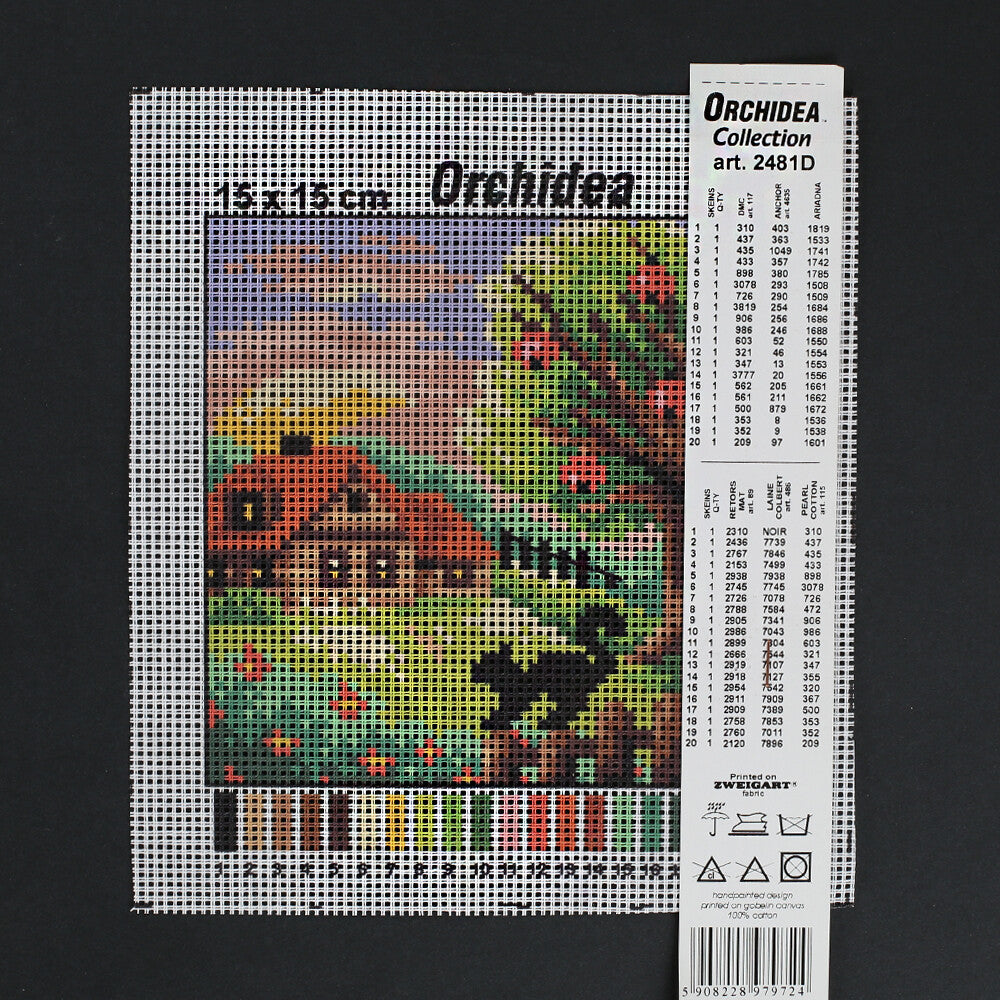 15 x 15 cm
Orchidea
1 2 3 4 5 6 7 8 9 10 11 12 13 14 15 16
ORCHIDEA
Collection
art. 2481D
SKEINS Q-TY DMC art. 117 ANCHOR art. 4635 ARIADNA
1 1 310 403 1819
2 1 437 363 1533
3 1 435 1049 1741
4 1 433 357 1742
5 1 898 380 1785
6 1 3078 293 1508
7 1 726 290 1509
8 1 3819 254 1684
9 1 906 256 1686
10 1 986 246 1688
11 1 603 52 1550
12 1 321 46 1554
13 1 347 13 1553
14 1 3777 20 1556
15 1 562 205 1661
16 1 561 211 1662
17 1 500 879 1672
18 1 353 8 1536
19 1 352 9 1538
20 1 209 97 1601
SKEINS Q-TY RETORS MAT art. 89 LAINE COLBERT art. 486 PEARL COTTON art. 115
1 1 2310 NOIR 310
2 1 2436 7739 437
3 1 2767 7846 435
4 1 2153 7499 433
5 1 2938 7938 898
6 1 2745 7745 3078
7 1 2726 7078 726
8 1 2788 7584 472
9 1 2905 7341 906
10 1 2986 7043 986
11 1 2899 7804 603
12 1 2666 7544 321
13 1 2919 7107 347
14 1 2918 7127 355
15 1 2954 7542 320
16 1 2911 7909 367
17 1 2909 7389 500
18 1 2758 7853 353
19 1 2760 7011 352
20 1 2120 7896 209
Printed on
ZWEIGART®
fabric
cl
handpainted design
printed on gobelin canvas
100% cotton
5 908228 979724